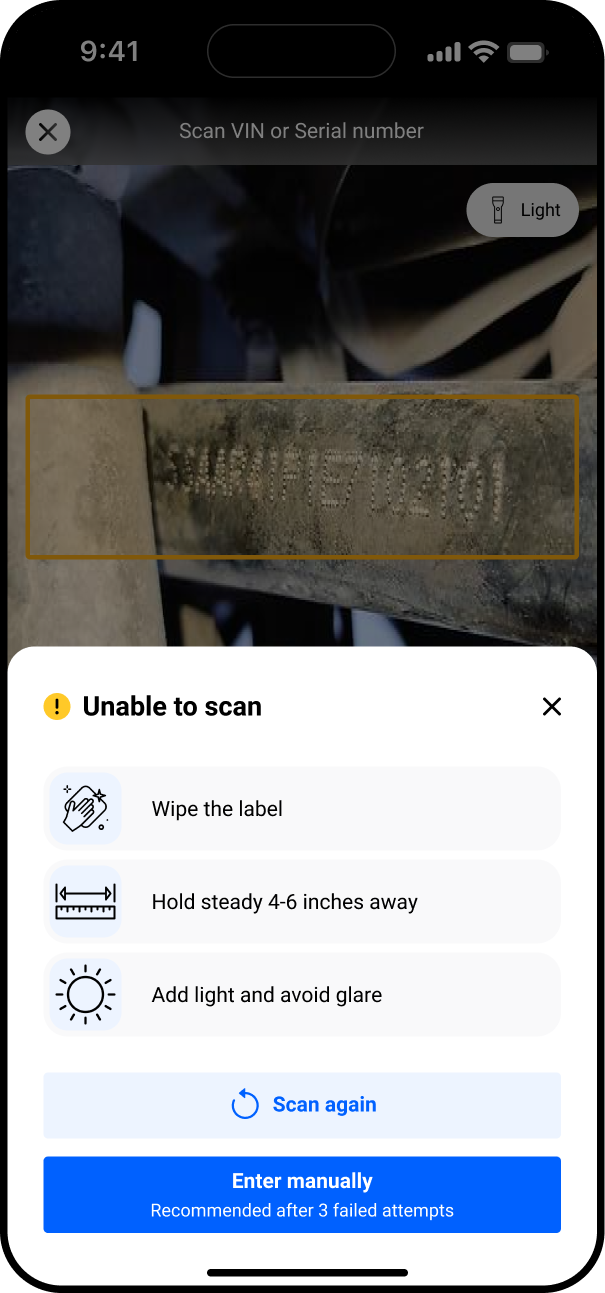 9:41
Scan VIN or Serial number
Light
Unable to scan
Wipe the label
Hold steady 4-6 inches away
Add light and avoid glare
Scan again
Enter manually
Recommended after 3 failed attempts